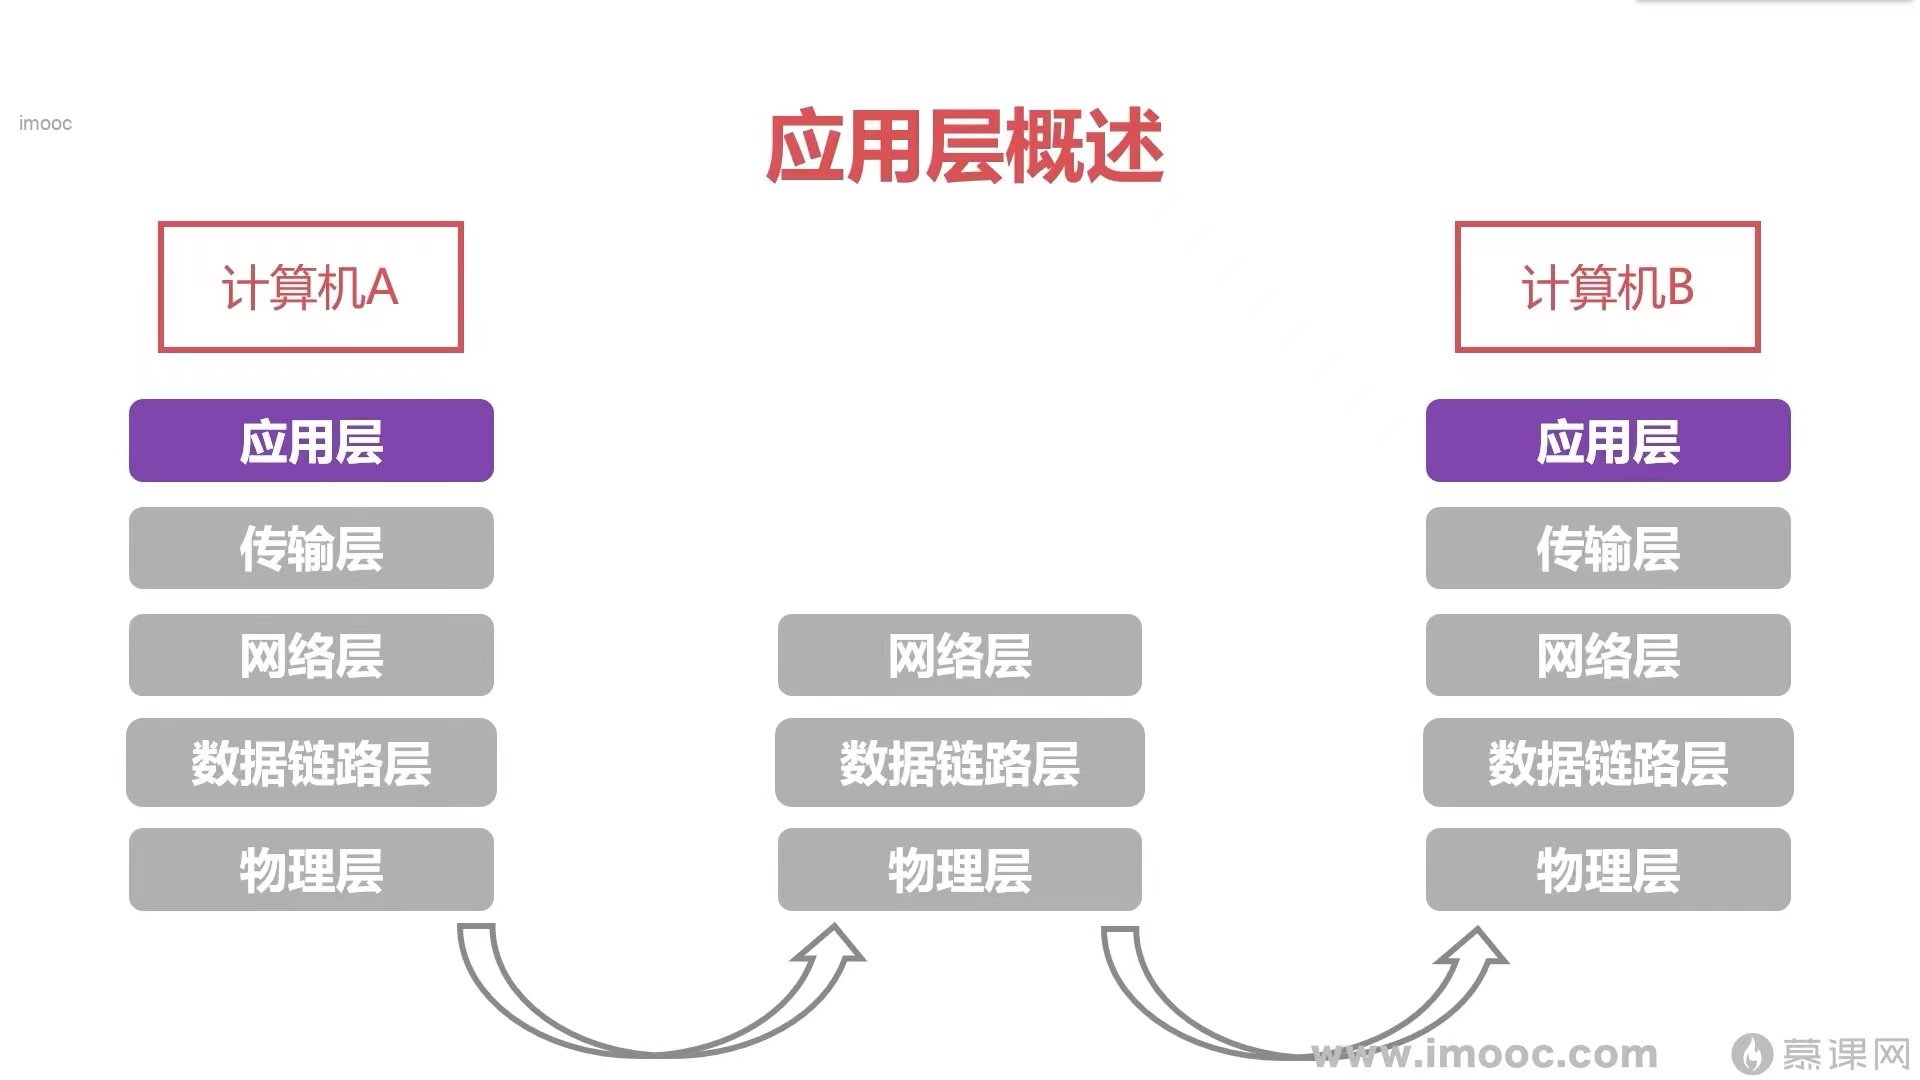 imooc
应用层概述
计算机A
计算机B
应用层
应用层
传输层
传输层
网络层
网络层
网络层
数据链路层
数据链路层
数据链路层
物理层
物理层
物理层
www.imooc.com
慕课网